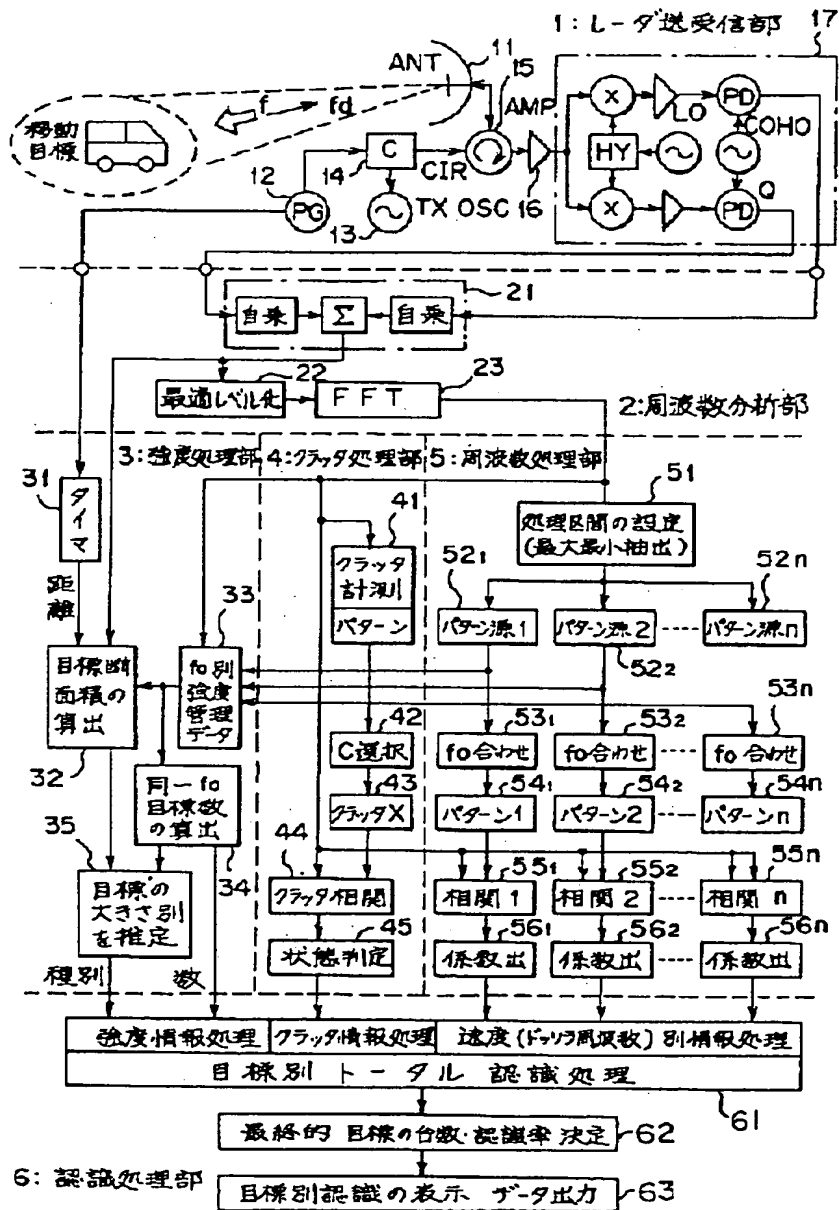 1:レーダ送受信部
17
11
ANT
15
AMP
f
fd
移動
目標
X
LO
PD
COHO
C
14
CIR
HY
12
PG
13
TX OSC
16
X
PD
Q
21
自乗
Σ
自乗
22
23
最適レベル化
FFT
2:周波数分析部
3:強度処理部
4:クラッタ処理部
5:周波数処理部
31
タイマ
41
51
処理区間の設定
(最大最小抽出)
距離
33
クラッタ
計測
パターン
521
52n
パターン源1
パターン源2
パターン源n
522
目標断
面積の
算出
32
fo別
強度
管理
データ
42
C選択
43
クラッタX
531
532
53n
fo合わせ
fo合わせ
fo合わせ
541
542
54n
パターン1
パターン2
パターン n
同一fo
目標数
の算出
34
35
目標の
大きさ別
を推定
44
クラッタ相関
45
状態判定
551
552
55n
相関1
相関2
相関 n
561
562
56n
係数出
係数出
係数出
種別
数
強度情報処理
クラッタ情報処理
速度(ドップラ周波数)別情報処理
目標別トータル 認識処理
61
最終的 目標の台数・認識率 決定
62
6:認識処理部
目標別認識の表示 データ出力
63